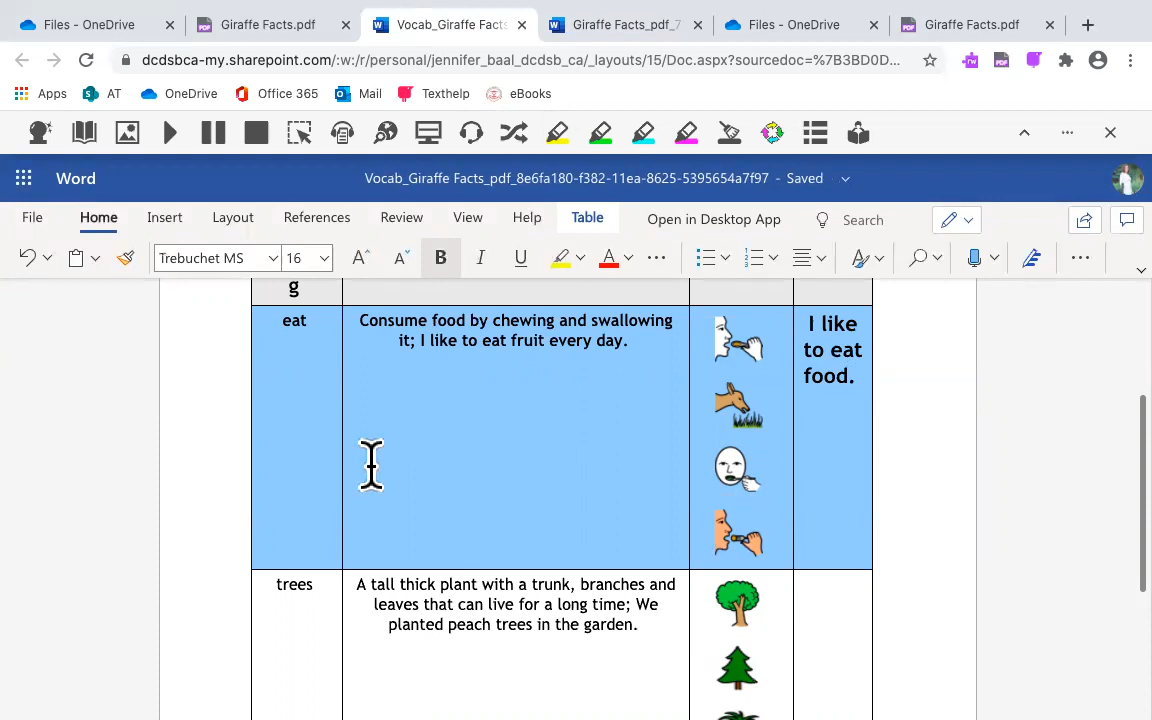 Files - OneDrive
Giraffe Facts.pdf
Vocab_Giraffe Facts
Giraffe Facts_pdf_7
Files - OneDrive
Giraffe Facts.pdf
dcdsbca-my.sharepoint.com/:w:/r/personal/jennifer_baal_dcdsb_ca/_layouts/15/Doc.aspx?sourcedoc=%7B3BD0D...
Apps
AT
OneDrive
Office 365
Mail
Texthelp
eBooks
Word
Vocab_Giraffe Facts_pdf_8e6fa180-f382-11ea-8625-5395654a7f97 - Saved
File
Home
Insert
Layout
References
Review
View
Help
Table
Open in Desktop App
Search
Trebuchet MS
16
g
eat
Consume food by chewing and swallowing
it; I like to eat fruit every day.
I like
to eat
food.
trees
A tall thick plant with a trunk, branches and
leaves that can live for a long time; We
planted peach trees in the garden.